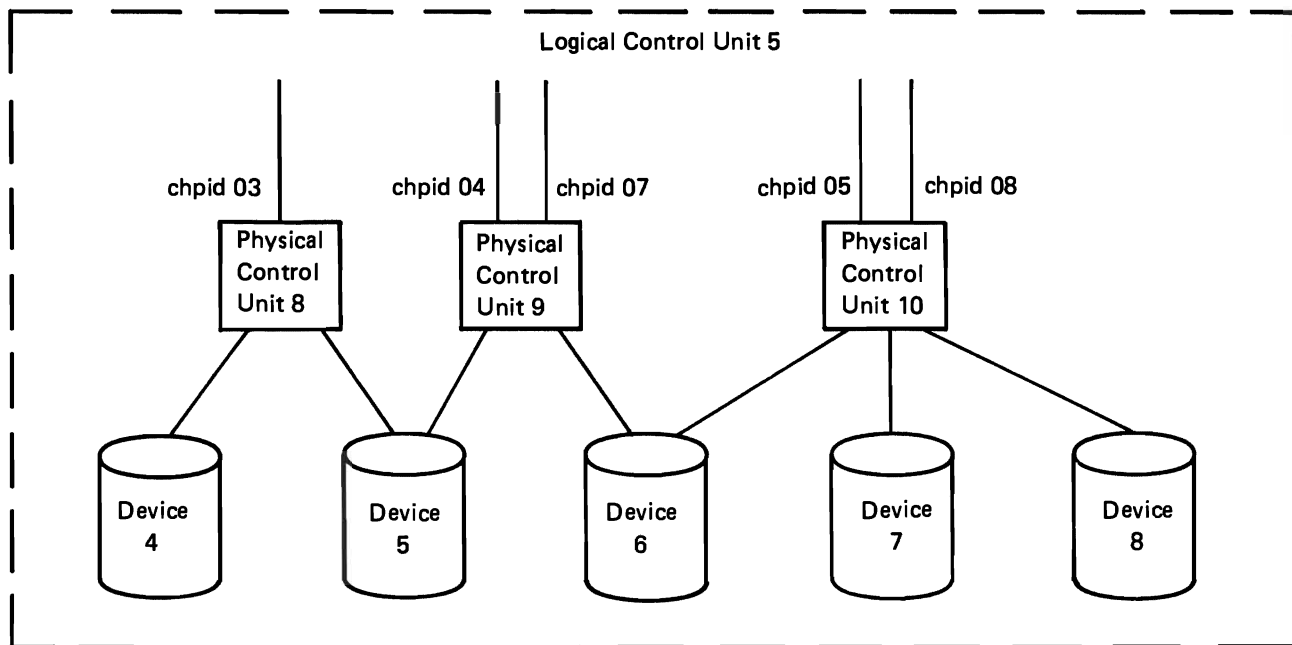 Logical Control Unit 5
chpid 03
chpid 04
chpid 07
chpid 05
chpid 08
Physical
Control
Unit 8
Physical
Control
Unit 9
Physical
Control
Unit 10
Device
4
Device
5
Device
6
Device
7
Device
8